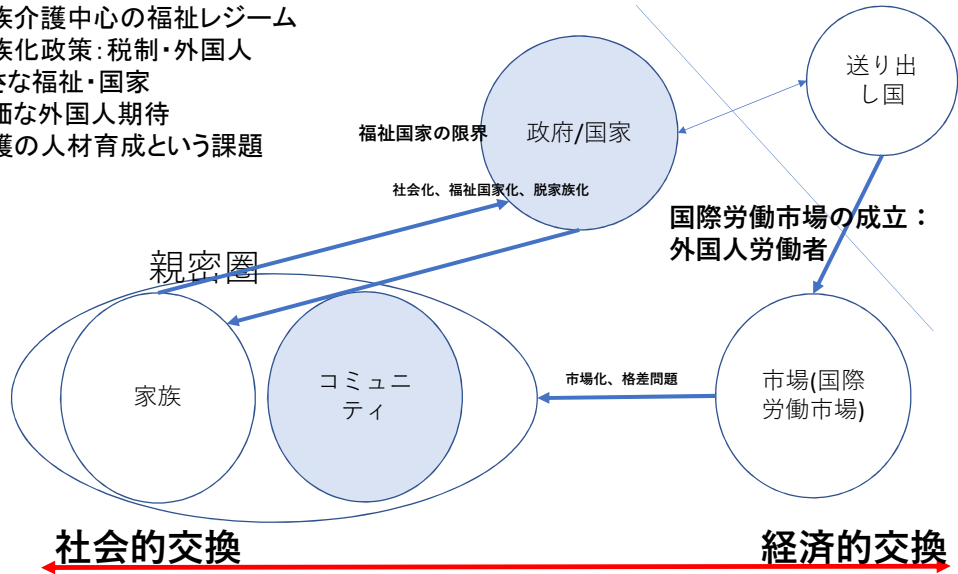 族介護中心の福祉レジーム
族化政策:税制・外国人
さな福祉・国家
価な外国人期待
護の人材育成という課題
送り出
し国
福祉国家の限界
政府/国家
社会化、福祉国家化、脱家族化
国際労働市場の成立：
外国人労働者
親密圏
家族
コミュニ
ティ
市場化、格差問題
市場(国際
労働市場)
社会的交換
経済的交換